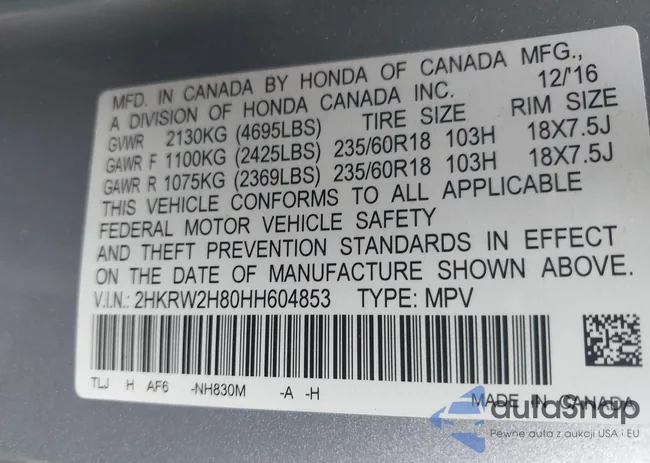 MFD. IN CANADA BY HONDA OF CANADA MFG.,
A DIVISION OF HONDA CANADA INC. 12/'16
GVWR 2130KG (4695LBS) TIRE SIZE RIM SIZE
GAWR F 1100KG (2425LBS) 235/60R18 103H 18X7.5J
GAWR R 1075KG (2369LBS) 235/60R18 103H 18X7.5J
THIS VEHICLE CONFORMS TO ALL APPLICABLE
FEDERAL MOTOR VEHICLE SAFETY
AND THEFT PREVENTION STANDARDS IN EFFECT
ON THE DATE OF MANUFACTURE SHOWN ABOVE.
V.I.N.: 2HKRW2H80HH604853 TYPE: MPV
TLJ H AF6 -NH830M -A -H
MADE IN CANADA
autasnap
Pewne auta z aukcji USA i EU